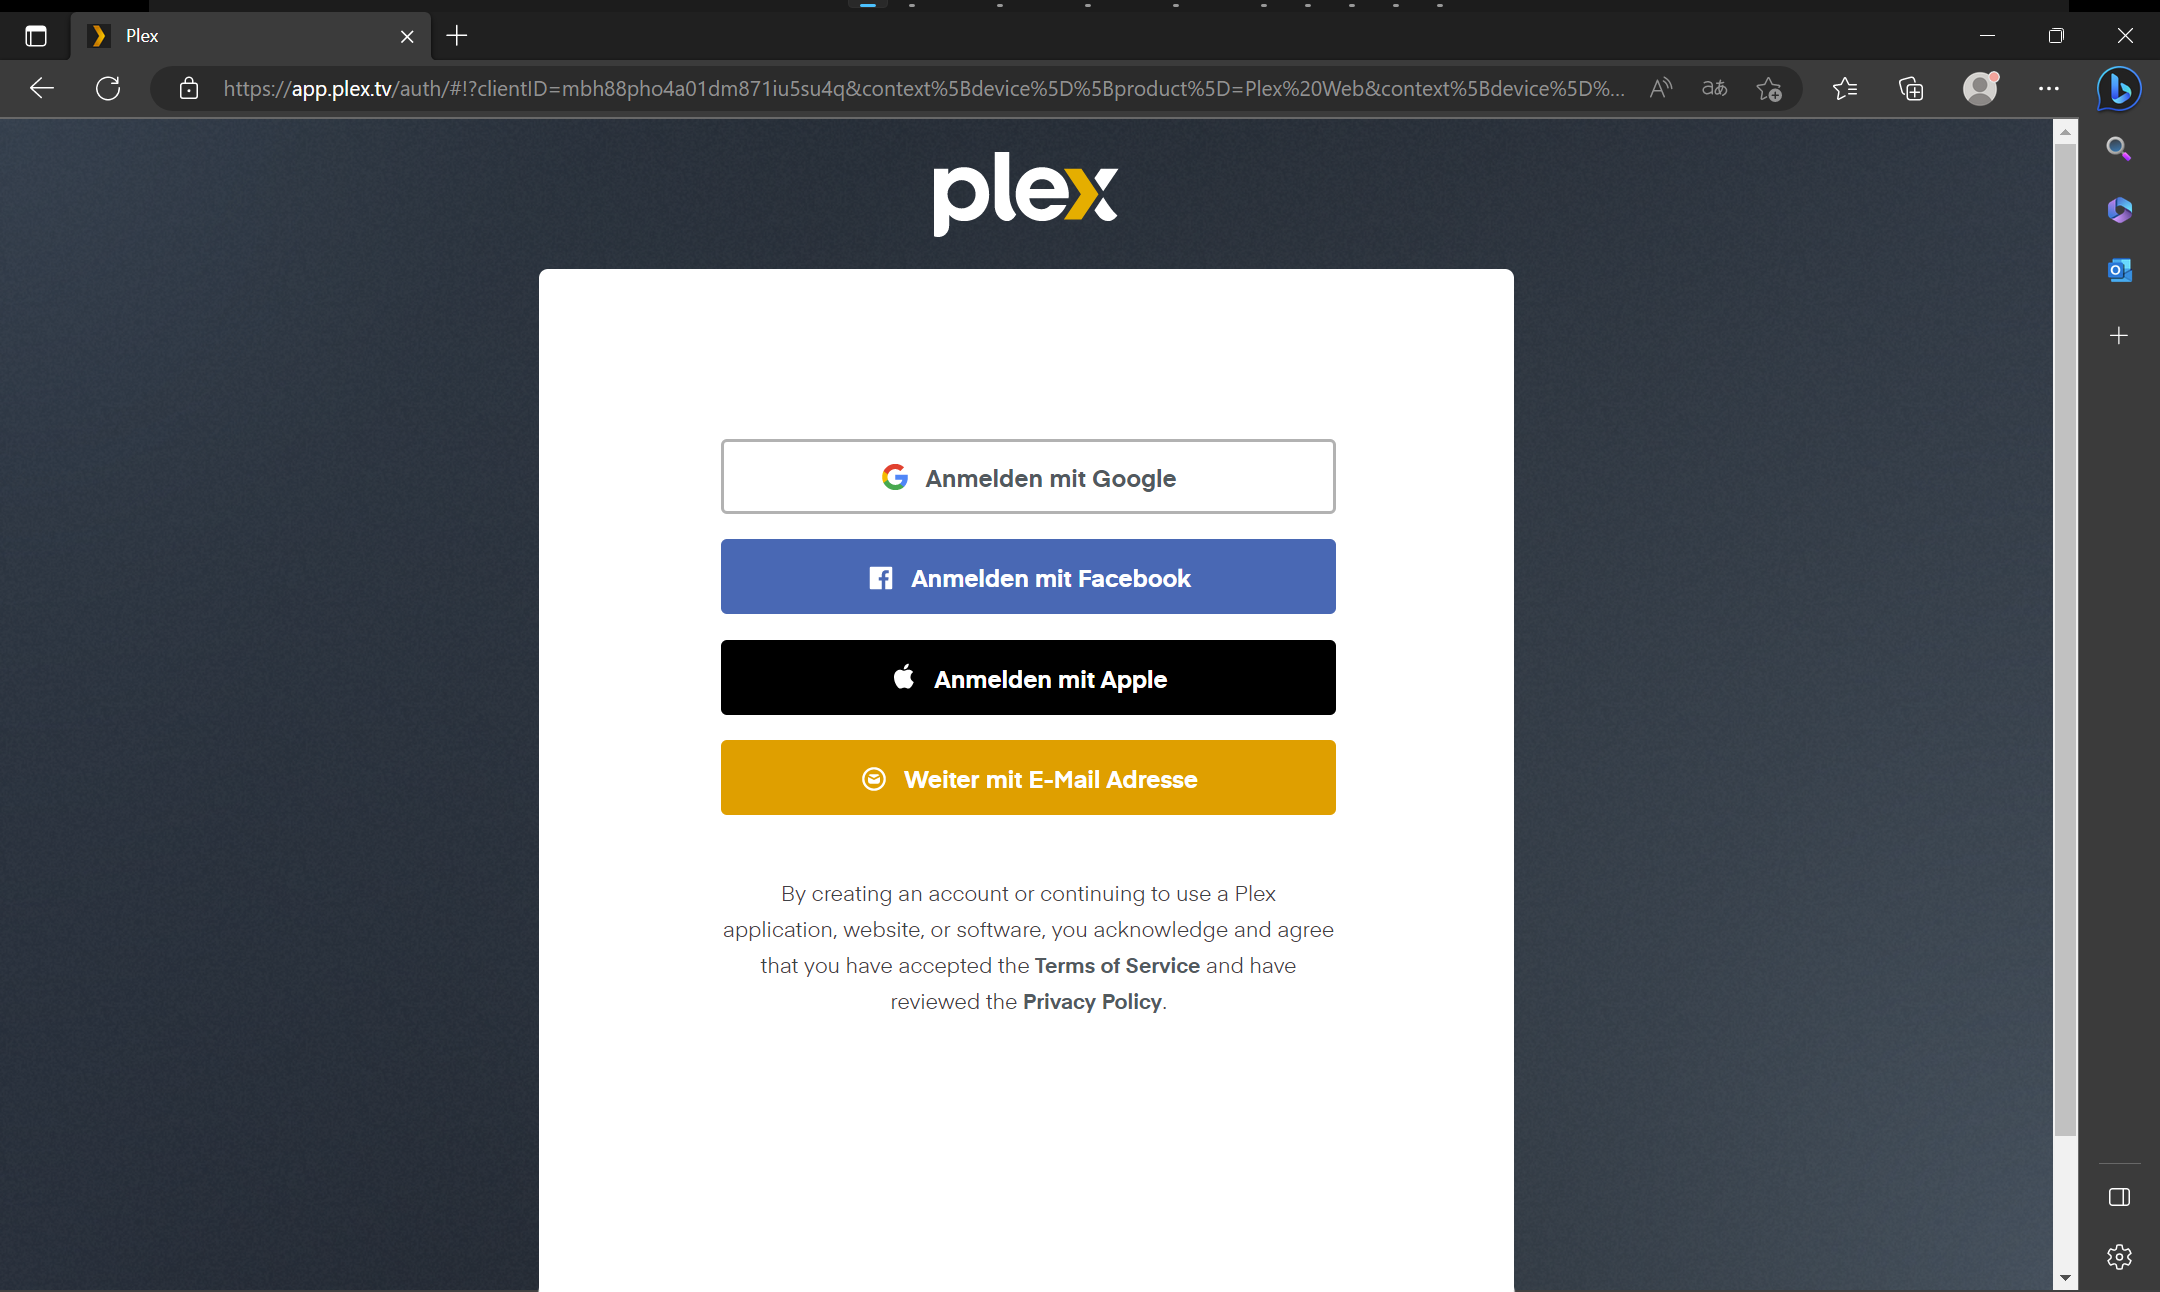 Plex
https://app.plex.tv/auth/#!?clientID=mbh88pho4a01dm871iu5su4q&context%5Bdevice%5D%5Bproduct%5D=Plex%20Web&context%5Bdevice%5D%...
plex
Anmelden mit Google
Anmelden mit Facebook
Anmelden mit Apple
Weiter mit E-Mail Adresse
By creating an account or continuing to use a Plex
application, website, or software, you acknowledge and agree
that you have accepted the Terms of Service and have
reviewed the Privacy Policy.